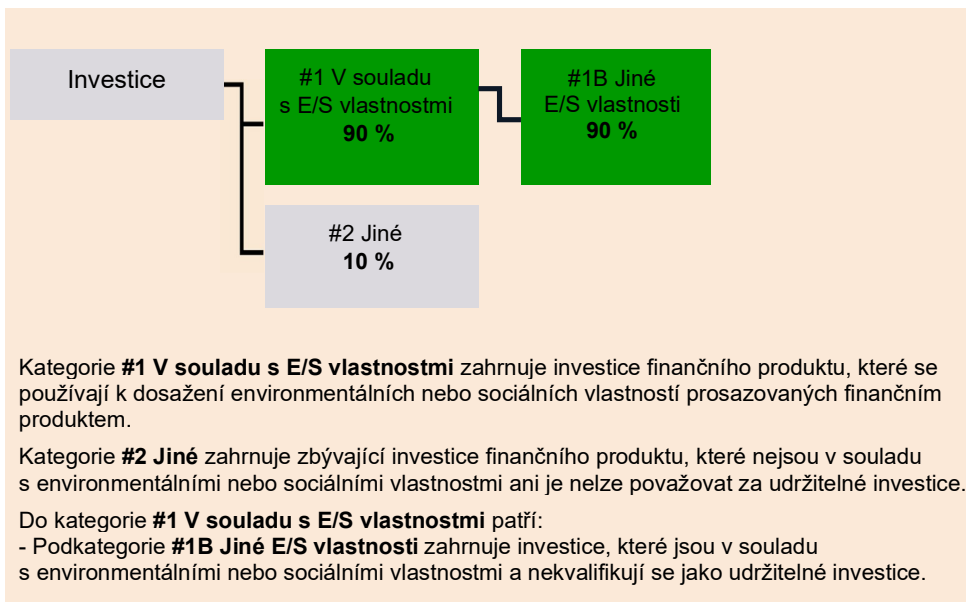 Investice
#1 V souladu
s E/S vlastnostmi
90 %
#1B Jiné
E/S vlastnosti
90 %
#2 Jiné
10 %
Kategorie #1 V souladu s E/S vlastnostmi zahrnuje investice finančního produktu, které se
používají k dosažení environmentálních nebo sociálních vlastností prosazovaných finančním
produktem.
Kategorie #2 Jiné zahrnuje zbývající investice finančního produktu, které nejsou v souladu
s environmentálními nebo sociálními vlastnostmi ani je nelze považovat za udržitelné investice.
Do kategorie #1 V souladu s E/S vlastnostmi patří:
- Podkategorie #1B Jiné E/S vlastnosti zahrnuje investice, které jsou v souladu
s environmentálními nebo sociálními vlastnostmi a nekvalifikují se jako udržitelné investice.